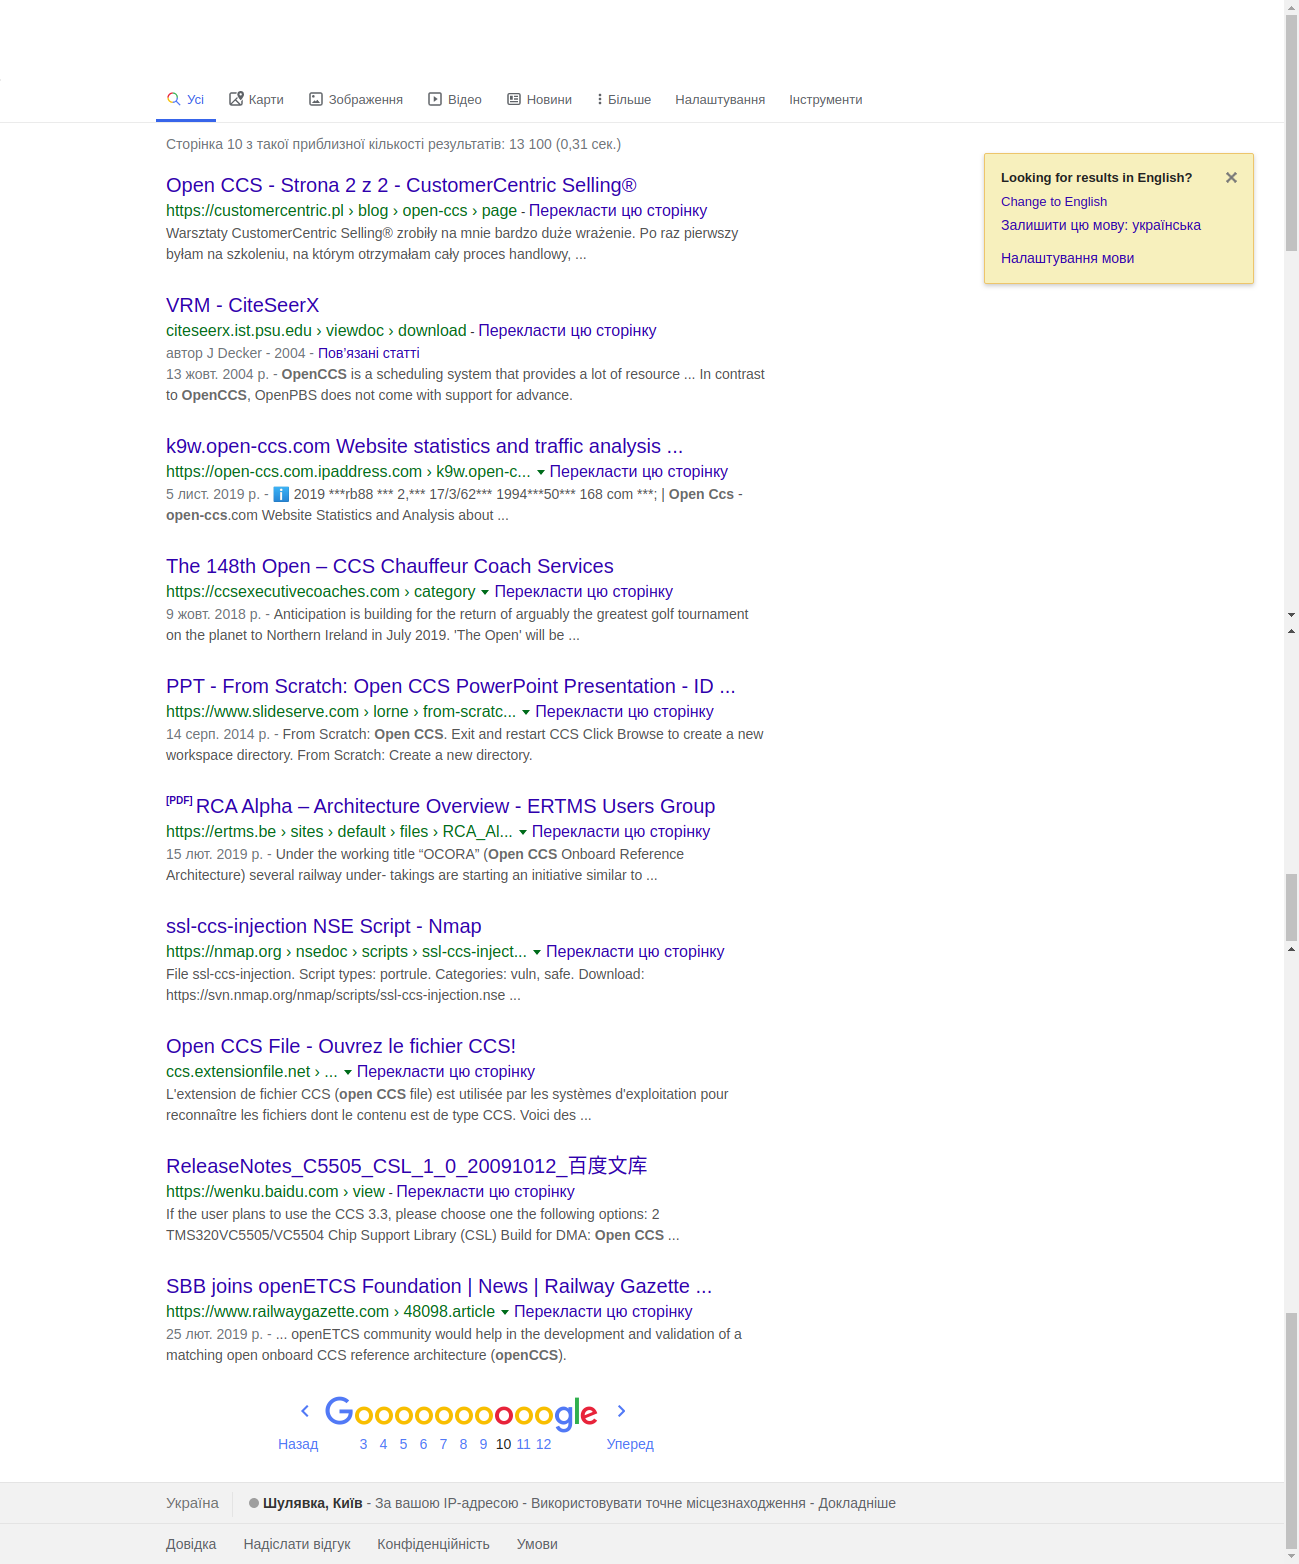 Усі Карти Зображення Відео Новини Більше Налаштування Інструменти
Сторінка 10 з такої приблизної кількості результатів: 13 100 (0,31 сек.)
Looking for results in English?
Change to English
Залишити цю мову: українська
Налаштування мови
Open CCS - Strona 2 z 2 - CustomerCentric Selling®
https://customercentric.pl › blog › open-ccs › page - Перекласти цю сторінку
Warsztaty CustomerCentric Selling® zrobiły na mnie bardzo duże wrażenie. Po raz pierwszy
byłam na szkoleniu, na którym otrzymałam cały proces handlowy, ...
VRM - CiteSeerX
citeseerx.ist.psu.edu › viewdoc › download - Перекласти цю сторінку
автор J Decker - 2004 - Пов'язані статті
13 жовт. 2004 р. - OpenCCS is a scheduling system that provides a lot of resource ... In contrast
to OpenCCS, OpenPBS does not come with support for advance.
k9w.open-ccs.com Website statistics and traffic analysis ...
https://open-ccs.com.ipaddress.com › k9w.open-c... Перекласти цю сторінку
5 лист. 2019 р. - ℹ️ 2019 ***rb88 *** 2,*** 17/3/62*** 1994***50*** 168 com ***; | Open Ccs -
open-ccs.com Website Statistics and Analysis about ...
The 148th Open – CCS Chauffeur Coach Services
https://ccsexecutivecoaches.com › category Перекласти цю сторінку
9 жовт. 2018 р. - Anticipation is building for the return of arguably the greatest golf tournament
on the planet to Northern Ireland in July 2019. 'The Open' will be ...
PPT - From Scratch: Open CCS PowerPoint Presentation - ID ...
https://www.slideserve.com › lorne › from-scratc... Перекласти цю сторінку
14 серп. 2014 р. - From Scratch: Open CCS. Exit and restart CCS Click Browse to create a new
workspace directory. From Scratch: Create a new directory.
[PDF] RCA Alpha – Architecture Overview - ERTMS Users Group
https://ertms.be › sites › default › files › RCA_Al... Перекласти цю сторінку
15 лют. 2019 р. - Under the working title “OCORA” (Open CCS Onboard Reference
Architecture) several railway under- takings are starting an initiative similar to ...
ssl-ccs-injection NSE Script - Nmap
https://nmap.org › nsedoc › scripts › ssl-ccs-inject... Перекласти цю сторінку
File ssl-ccs-injection. Script types: portrule. Categories: vuln, safe. Download:
https://svn.nmap.org/nmap/scripts/ssl-ccs-injection.nse ...
Open CCS File - Ouvrez le fichier CCS!
ccs.extensionfile.net › ... Перекласти цю сторінку
L'extension de fichier CCS (open CCS file) est utilisée par les systèmes d'exploitation pour
reconnaître les fichiers dont le contenu est de type CCS. Voici des ...
ReleaseNotes_C5505_CSL_1_0_20091012_百度文库
https://wenku.baidu.com › view - Перекласти цю сторінку
If the user plans to use the CCS 3.3, please choose one the following options: 2
TMS320VC5505/VC5504 Chip Support Library (CSL) Build for DMA: Open CCS ...
SBB joins openETCS Foundation | News | Railway Gazette ...
https://www.railwaygazette.com › 48098.article Перекласти цю сторінку
25 лют. 2019 р. - ... openETCS community would help in the development and validation of a
matching open onboard CCS reference architecture (openCCS).
Goooooooooogle
Назад 3 4 5 6 7 8 9 10 11 12 Уперед
Україна Шулявка, Київ - За вашою IP-адресою - Використовувати точне місцезнаходження - Докладніше
Довідка Надіслати відгук Конфіденційність Умови